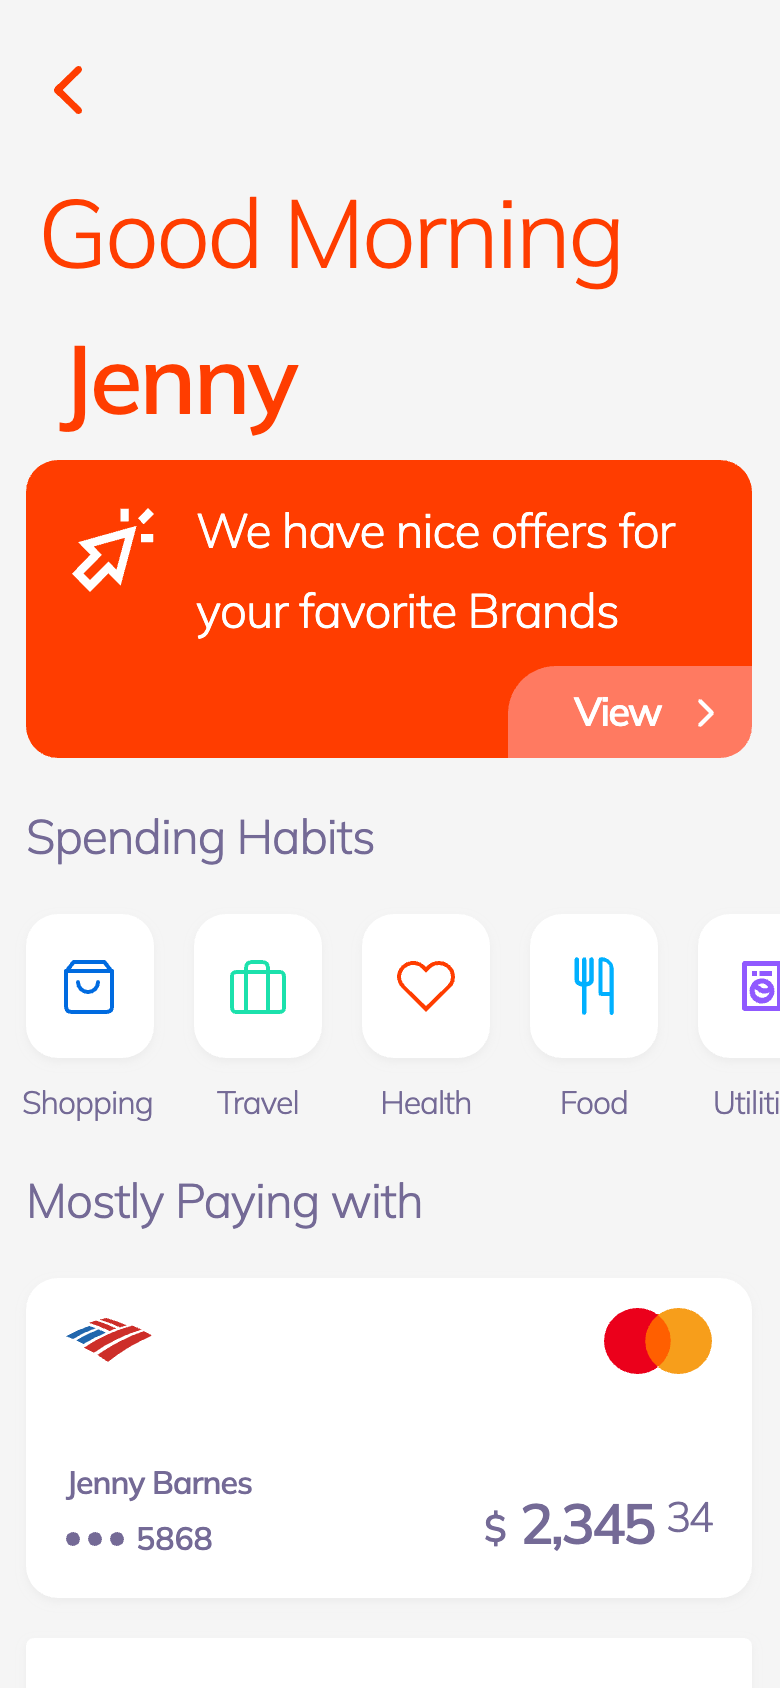 Good Morning
Jenny
We have nice offers for
your favorite Brands
View
Spending Habits
Shopping Travel Health Food Utiliti
Mostly Paying with
Jenny Barnes
••• 5868
$ 2,345 34